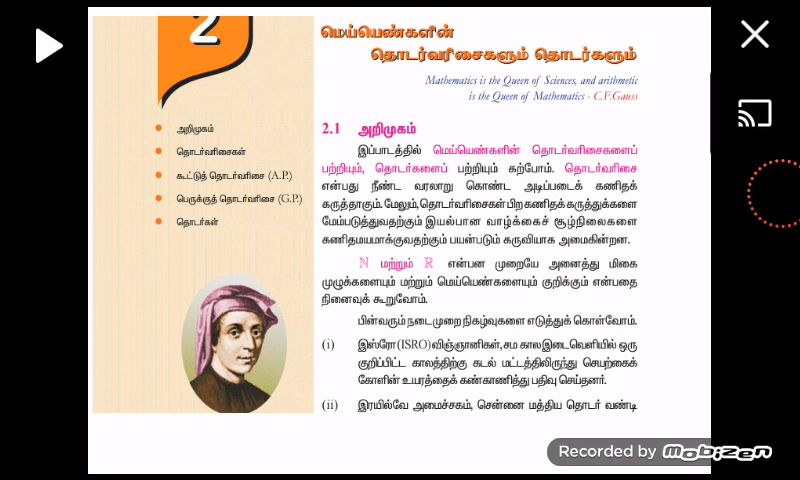 2
மெய்யெண்களின்
தொடர்வரிசைகளும் தொடர்களும்
Mathematics is the Queen of Sciences, and arithmetic
is the Queen of Mathematics - C.F.Gauss
அறிமுகம்
தொடர்வரிசைகள்
கூட்டுத் தொடர்வரிசை (A.P.)
பெருக்குத் தொடர்வரிசை (G.P.)
தொடர்கள்
2.1 அறிமுகம்
இப்பாடத்தில் மெய்யெண்களின் தொடர்வரிசைகளைப்
பற்றியும், தொடர்களைப் பற்றியும் கற்போம். தொடர்வரிசை
என்பது நீண்ட வரலாறு கொண்ட அடிப்படைக் கணிதக்
கருத்தாகும். மேலும், தொடர்வரிசைகள் பிற கணிதக் கருத்துக்களை
மேம்படுத்துவதற்கும் இயல்பான வாழ்க்கைச் சூழ்நிலைகளை
கணிதமயமாக்குவதற்கும் பயன்படும் கருவியாக அமைகின்றன.
ℕ மற்றும் ℝ என்பன முறையே அனைத்து மிகை
முழுக்களையும் மற்றும் மெய்யெண்களையும் குறிக்கும் என்பதை
நினைவுக் கூறுவோம்.
பின்வரும் நடைமுறை நிகழ்வுகளை எடுத்துக் கொள்வோம்.
(i) இஸ்ரோ (ISRO) விஞ்ஞானிகள், சம கால இடைவெளியில் ஒரு
குறிப்பிட்ட காலத்திற்கு கடல் மட்டத்திலிருந்து செயற்கைக்
கோளின் உயரத்தைக் கண்காணித்து பதிவு செய்தனர்.
(ii) இரயில்வே அமைச்சகம், சென்னை மத்திய தொடர் வண்டி
Recorded by MOBIZEN